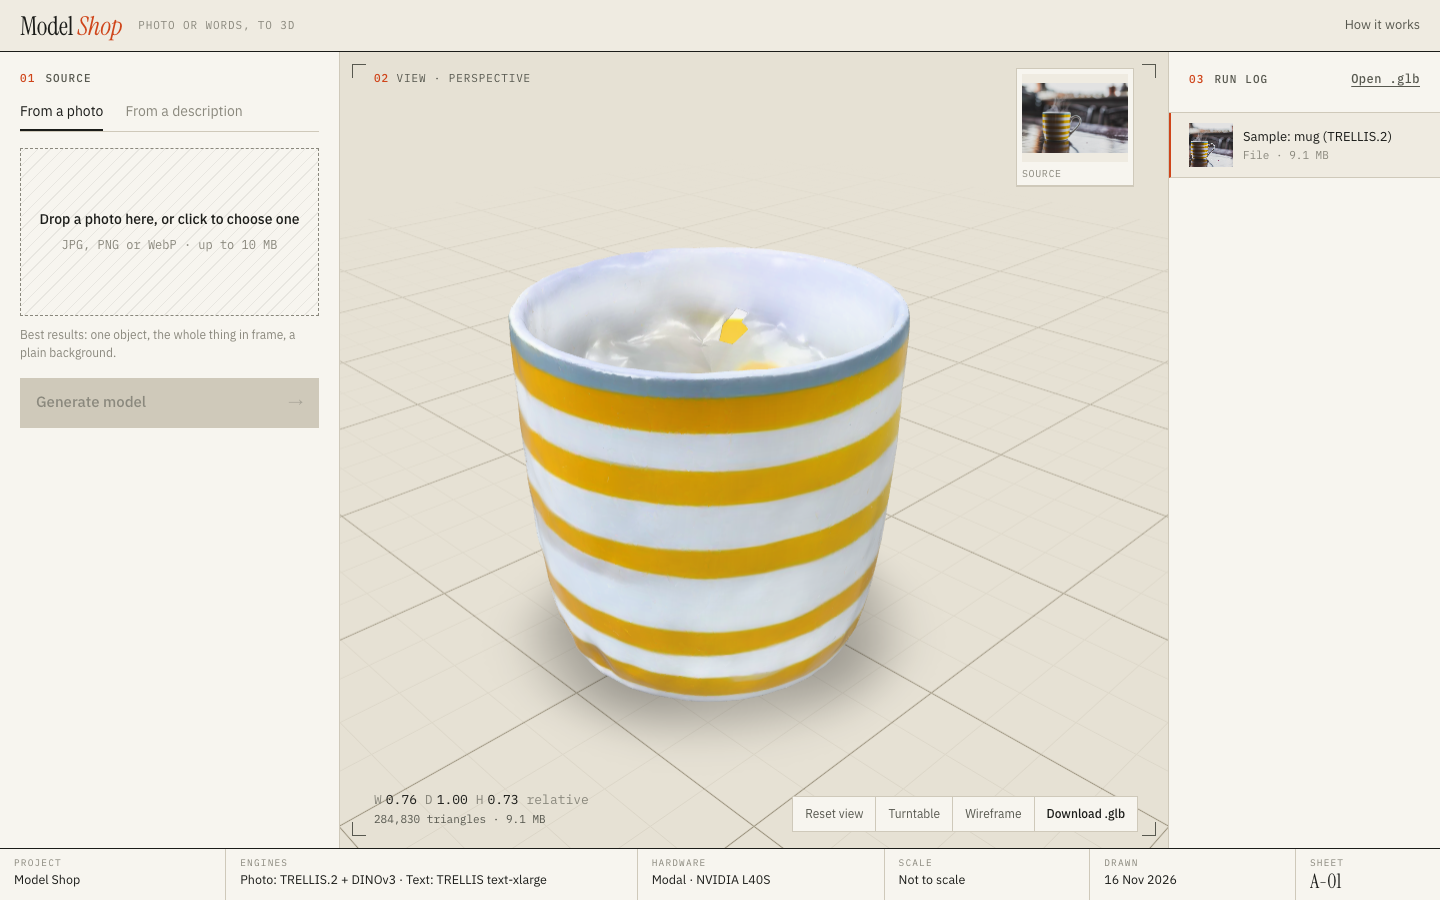 Model Shop PHOTO OR WORDS, TO 3D
How it works
01 SOURCE
From a photo From a description
Drop a photo here, or click to choose one
JPG, PNG or WebP · up to 10 MB
Best results: one object, the whole thing in frame, a
plain background.
Generate model →
02 VIEW · PERSPECTIVE
SOURCE
W 0.76 D 1.00 H 0.73 relative
284,830 triangles · 9.1 MB
Reset view Turntable Wireframe Download .glb
03 RUN LOG Open .glb
Sample: mug (TRELLIS.2)
File · 9.1 MB
PROJECT
Model Shop
ENGINES
Photo: TRELLIS.2 + DINOv3 · Text: TRELLIS text-xlarge
HARDWARE
Modal · NVIDIA L40S
SCALE
Not to scale
DRAWN
16 Nov 2026
SHEET
A-01